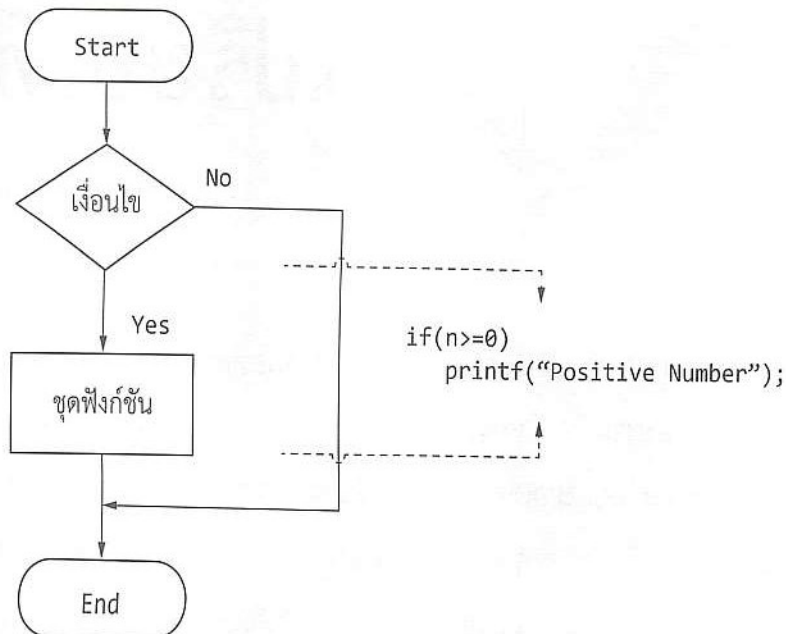 Start
เงื่อนไข
No
Yes
if(n>=0)
printf(“Positive Number”);
ชุดฟังก์ชัน
End